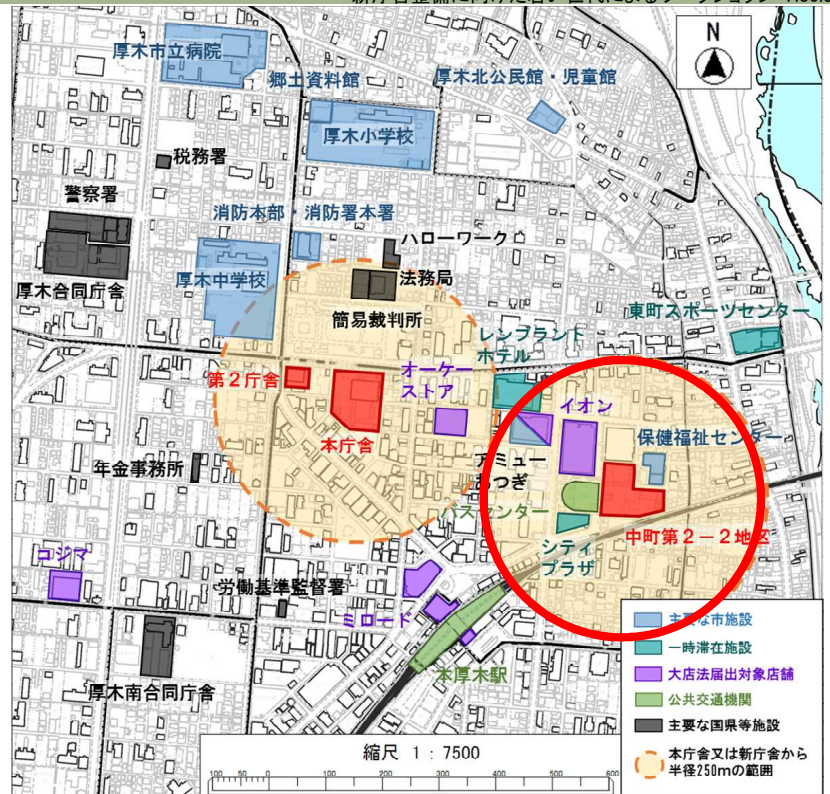 厚木市立病院
郷土資料館
厚木北公民館・児童館
N
厚木小学校
税務署
警察署
消防本部・消防署本署
ハローワーク
厚木中学校
法務局
厚木合同庁舎
簡易裁判所
東町スポーツセンター
レンブラント
ホテル
第2庁舎
オーケー
ストア
イオン
本庁舎
保健福祉センター
アミュー
あつぎ
年金事務所
バスセンター
中町第2-2地区
シティ
プラザ
コジマ
労働基準監督署
ミロード
本厚木駅
厚木南合同庁舎
主要な市施設
一時滞在施設
大店法届出対象店舗
公共交通機関
主要な国県等施設
本庁舎又は新庁舎から
半径250mの範囲
縮尺 1:7500
100 50 0 100 200 300 400 500 600